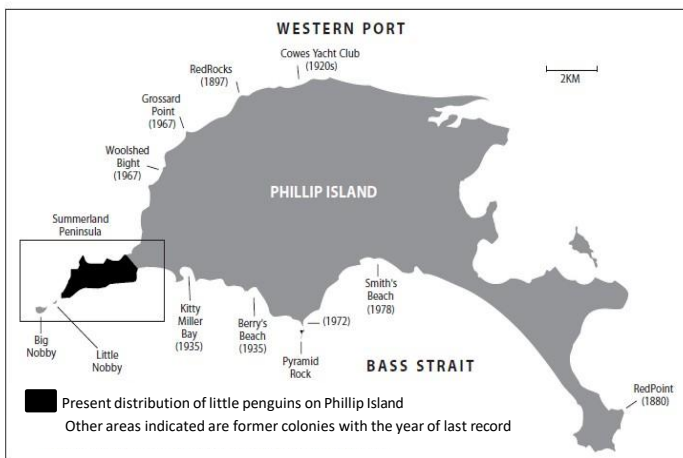 WESTERN PORT
Cowes Yacht Club
(1920s)
RedRocks
(1897)
2KM
Grossard
Point
(1967)
Woolshed
Bight
(1967)
PHILLIP ISLAND
Summerland
Peninsula
Smith's
Beach
(1978)
Kitty
Miller
Bay
(1935)
Berry's
Beach
(1935)
(1972)
Pyramid
Rock
Big
Nobby
Little
Nobby
BASS STRAIT
RedPoint
(1880)
Present distribution of little penguins on Phillip Island
Other areas indicated are former colonies with the year of last record